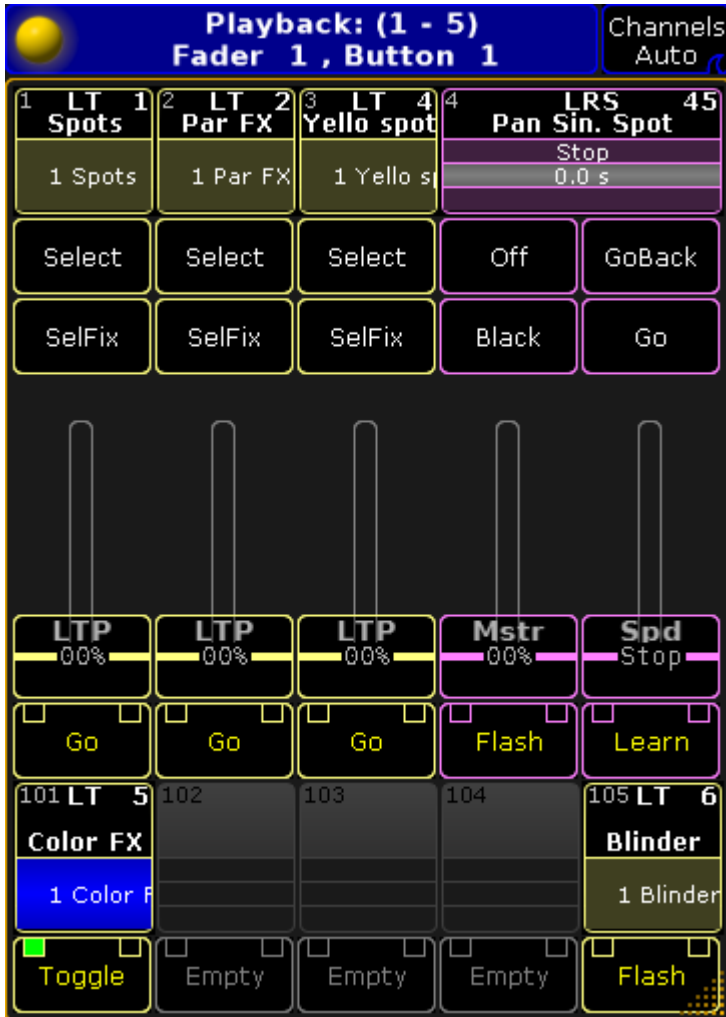 Playback: (1 - 5)
Fader 1 , Button 1
Channels
Auto
1 LT 1
Spots
1 Spots
2 LT 2
Par FX
1 Par FX
3 LT 4
Yello spot
1 Yello s
4 LRS 45
Pan Sin. Spot
Stop
0.0 s
Select Select Select Off GoBack
SelFix SelFix SelFix Black Go
LTP LTP LTP Mstr Spd
00% 00% 00% 00% Stop
Go Go Go Flash Learn
101 LT 5
Color FX
1 Color F
102
103
104
105 LT 6
Blinder
1 Blinder
Toggle Empty Empty Empty Flash